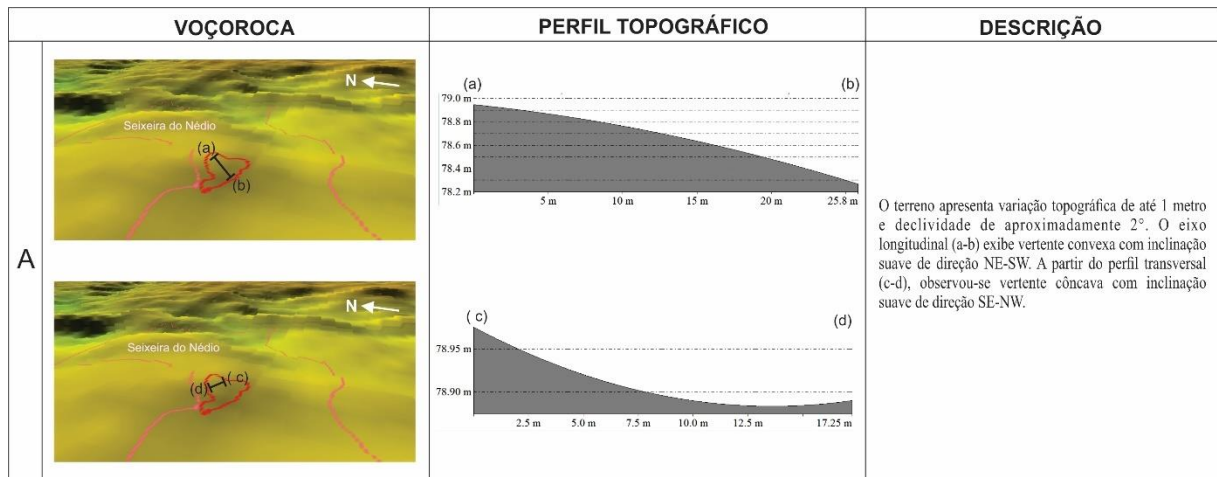 VOÇOROCA
PERFIL TOPOGRÁFICO
DESCRIÇÃO
A
N
Seixeira do Nédio
(a)
(b)
(a)
(b)
79.0 m
78.8 m
78.6 m
78.4 m
78.2 m
5 m
10 m
15 m
20 m
25.8 m
O terreno apresenta variação topográfica de até 1 metro
e declividade de aproximadamente 2°. O eixo
longitudinal (a-b) exibe vertente convexa com inclinação
suave de direção NE-SW. A partir do perfil transversal
(c-d), observou-se vertente côncava com inclinação
suave de direção SE-NW.
N
Seixeira do Nédio
(d)
( c)
( c)
(d)
78.95 m
78.90 m
2.5 m
5.0 m
7.5 m
10.0 m
12.5 m
17.25 m